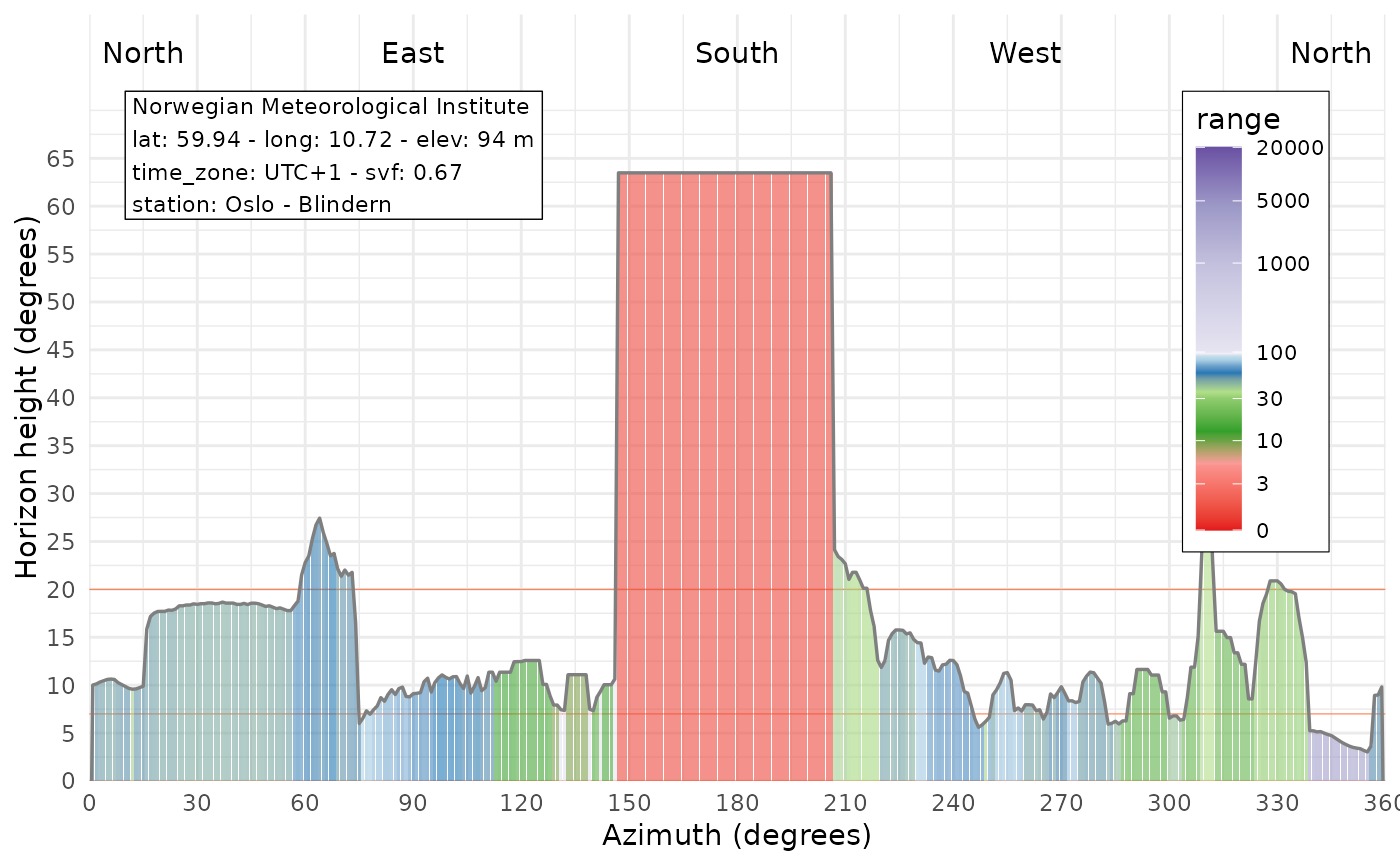 North East South West North
Norwegian Meteorological Institute
lat: 59.94 - long: 10.72 - elev: 94 m
time_zone: UTC+1 - svf: 0.67
station: Oslo - Blindern
range
20000
5000
1000
100
30
10
3
0
Horizon height (degrees)
65
60
55
50
45
40
35
30
25
20
15
10
5
0
0 30 60 90 120 150 180 210 240 270 300 330 360
Azimuth (degrees)